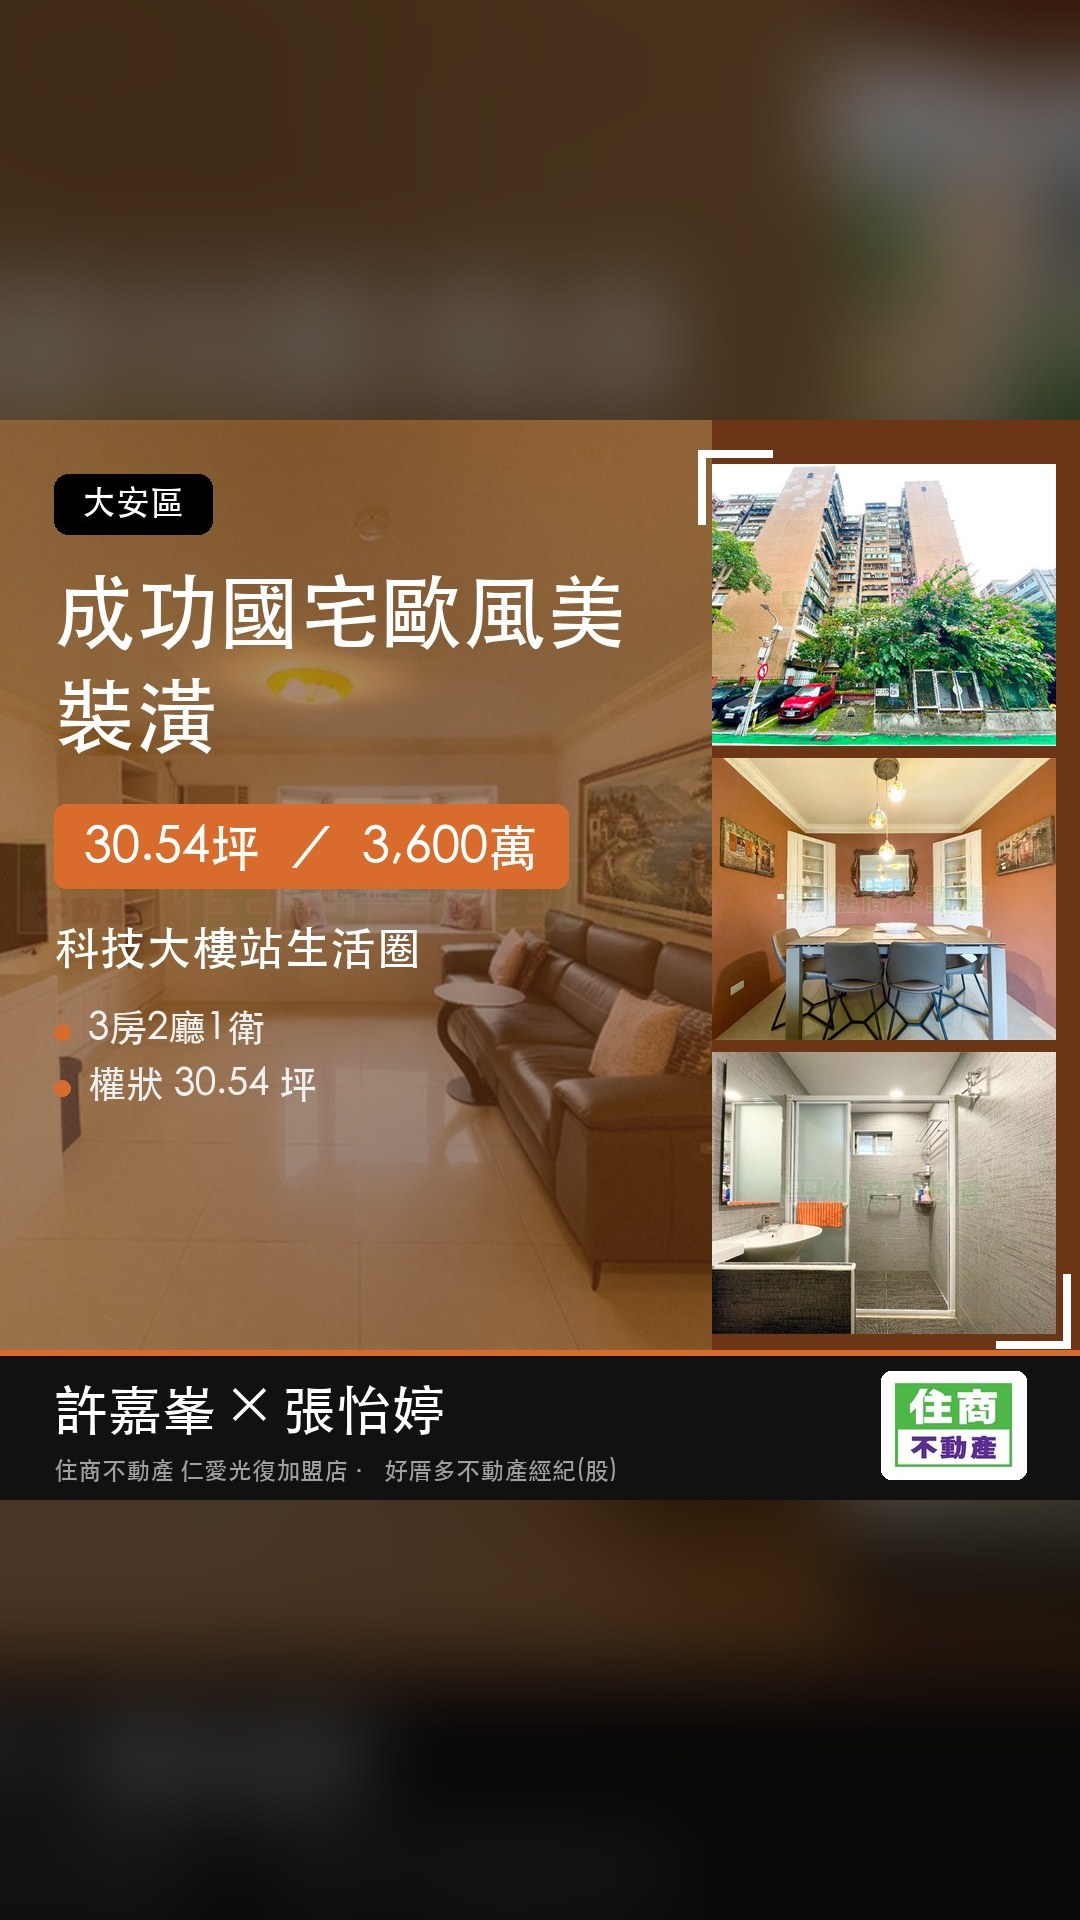 大安區
成功國宅歐風美
裝潢
30.54坪 ／ 3,600萬
科技大樓站生活圈
3房2廳1衛
權狀 30.54 坪
許嘉峯×張怡婷
住商不動產 仁愛光復加盟店· 好厝多不動產經紀(股)
住商
不動產